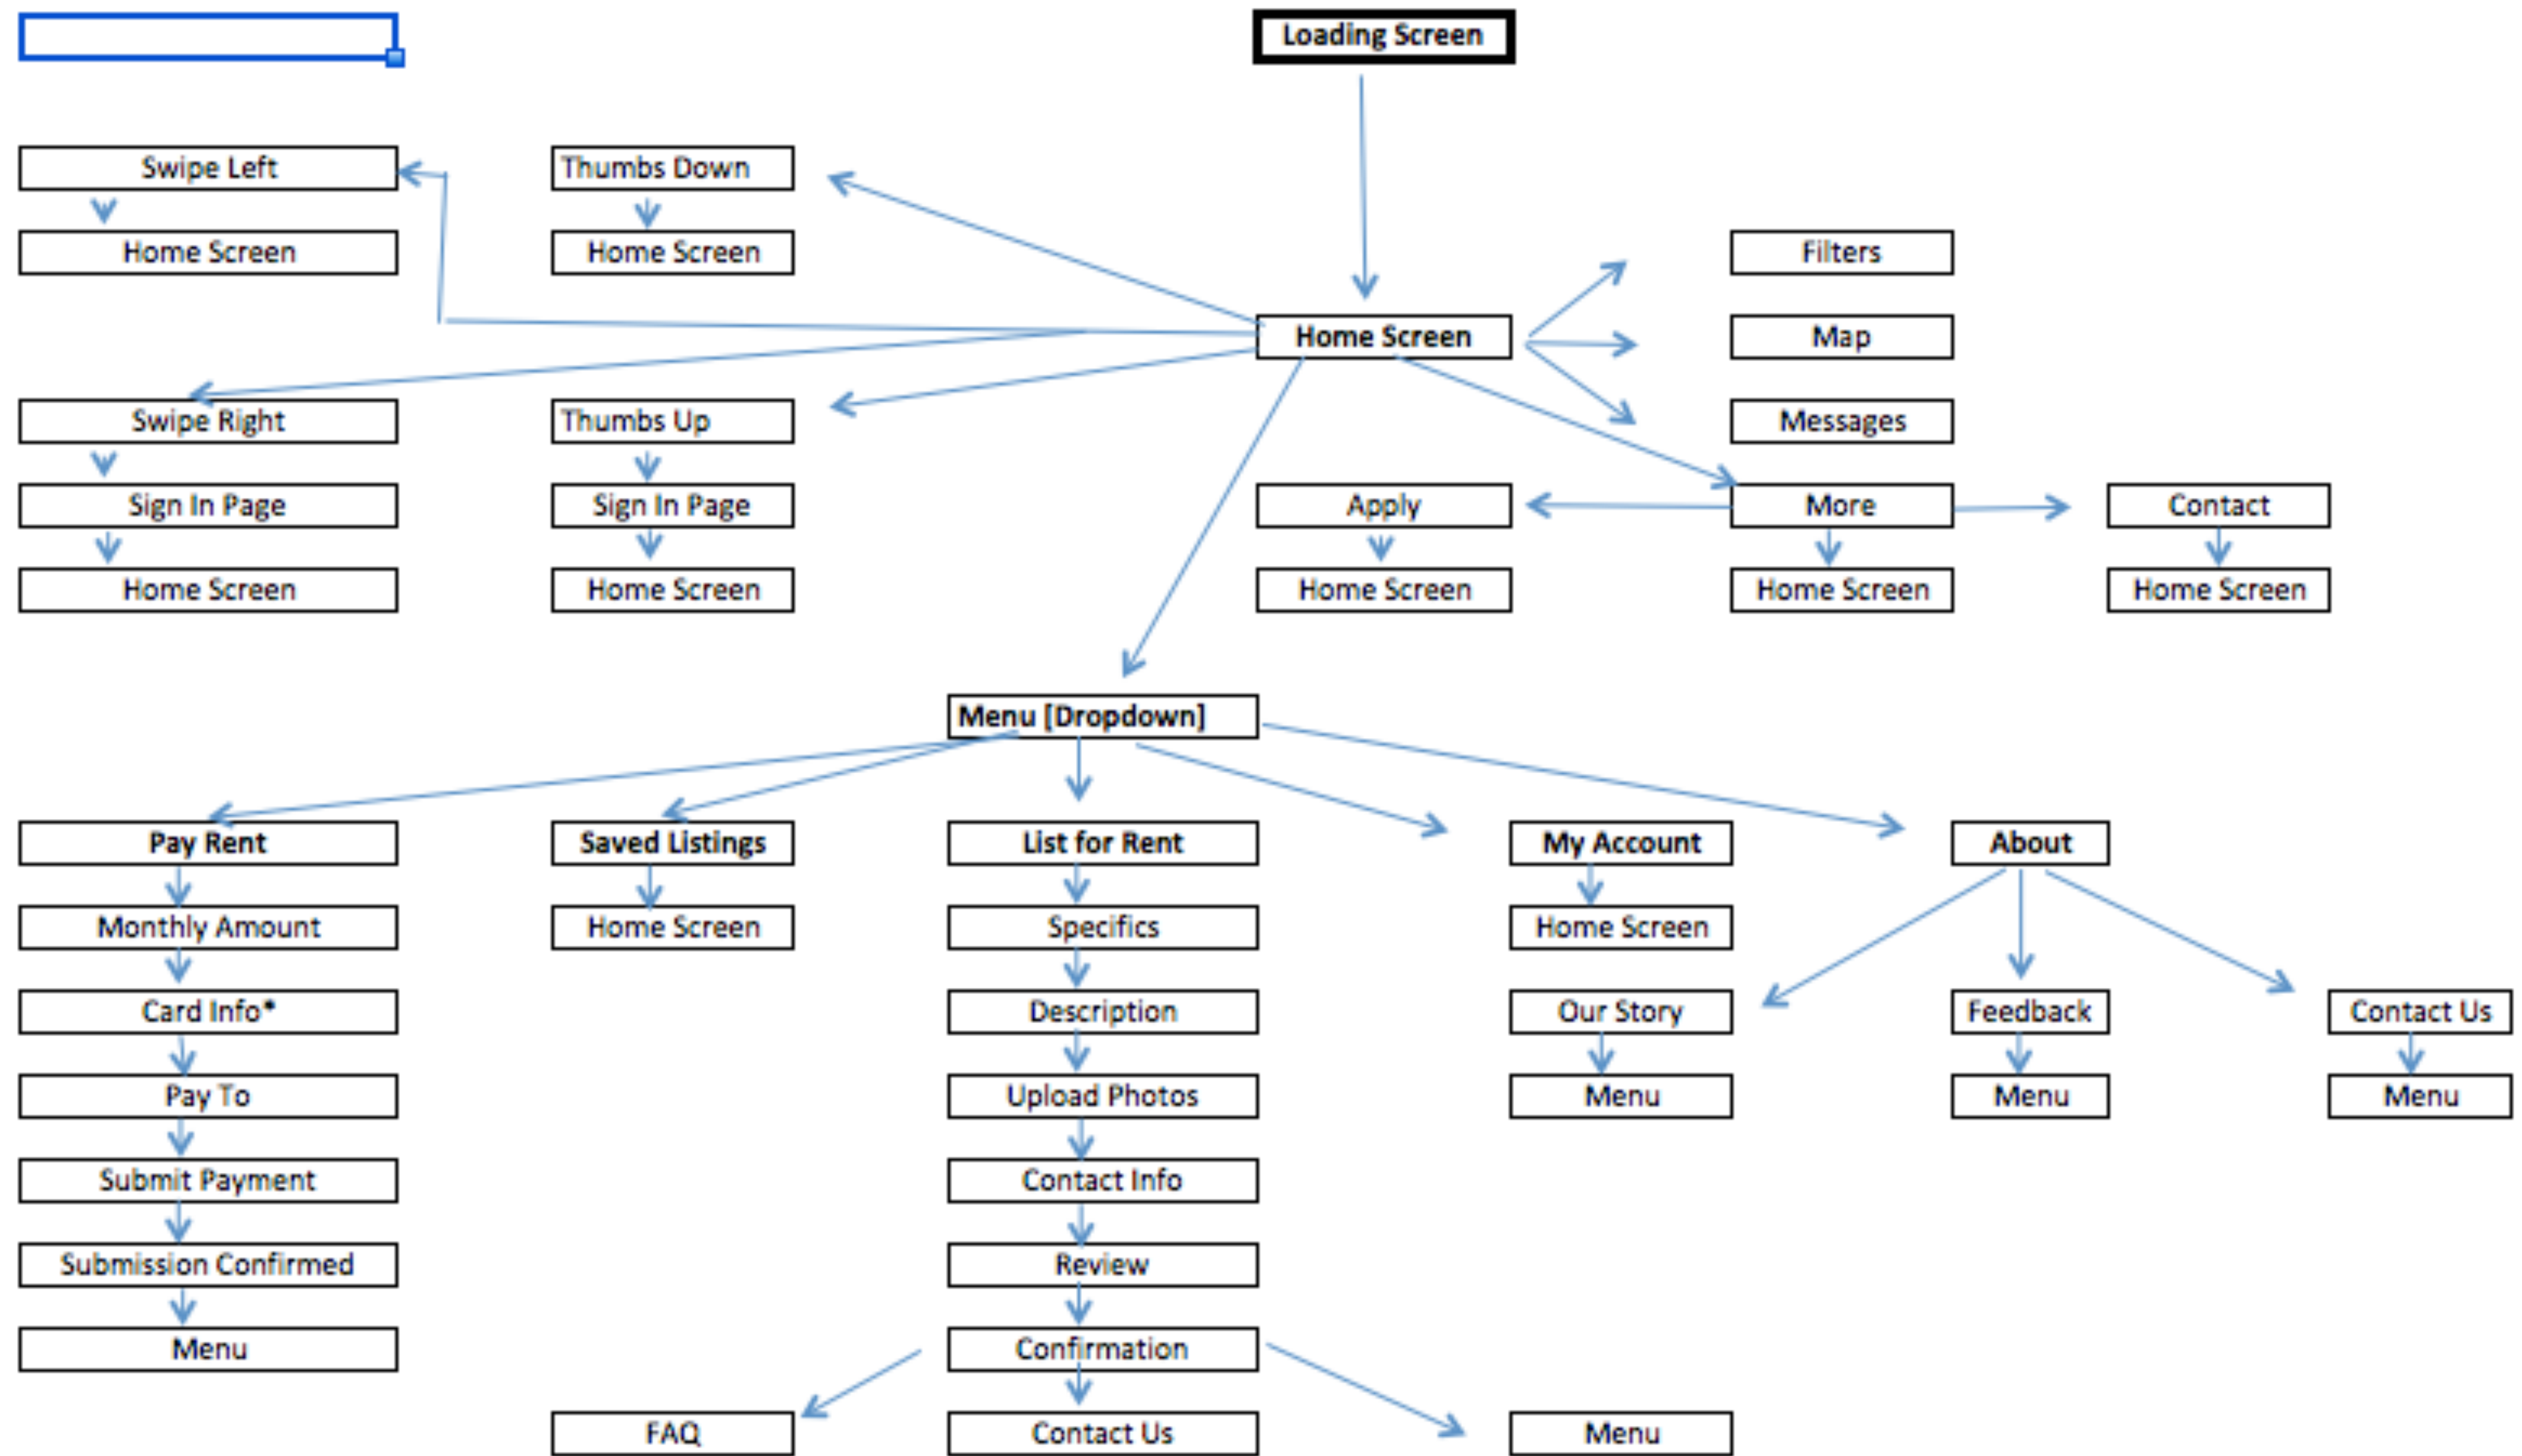 Loading Screen
Swipe Left
Thumbs Down
Home Screen
Home Screen
Filters
Home Screen
Map
Swipe Right
Thumbs Up
Messages
Sign In Page
Sign In Page
Apply
More
Contact
Home Screen
Home Screen
Home Screen
Home Screen
Home Screen
Menu [Dropdown]
Pay Rent
Saved Listings
List for Rent
My Account
About
Monthly Amount
Home Screen
Specifics
Home Screen
Card Info*
Description
Our Story
Feedback
Contact Us
Pay To
Upload Photos
Menu
Menu
Menu
Submit Payment
Contact Info
Submission Confirmed
Review
Menu
Confirmation
FAQ
Contact Us
Menu